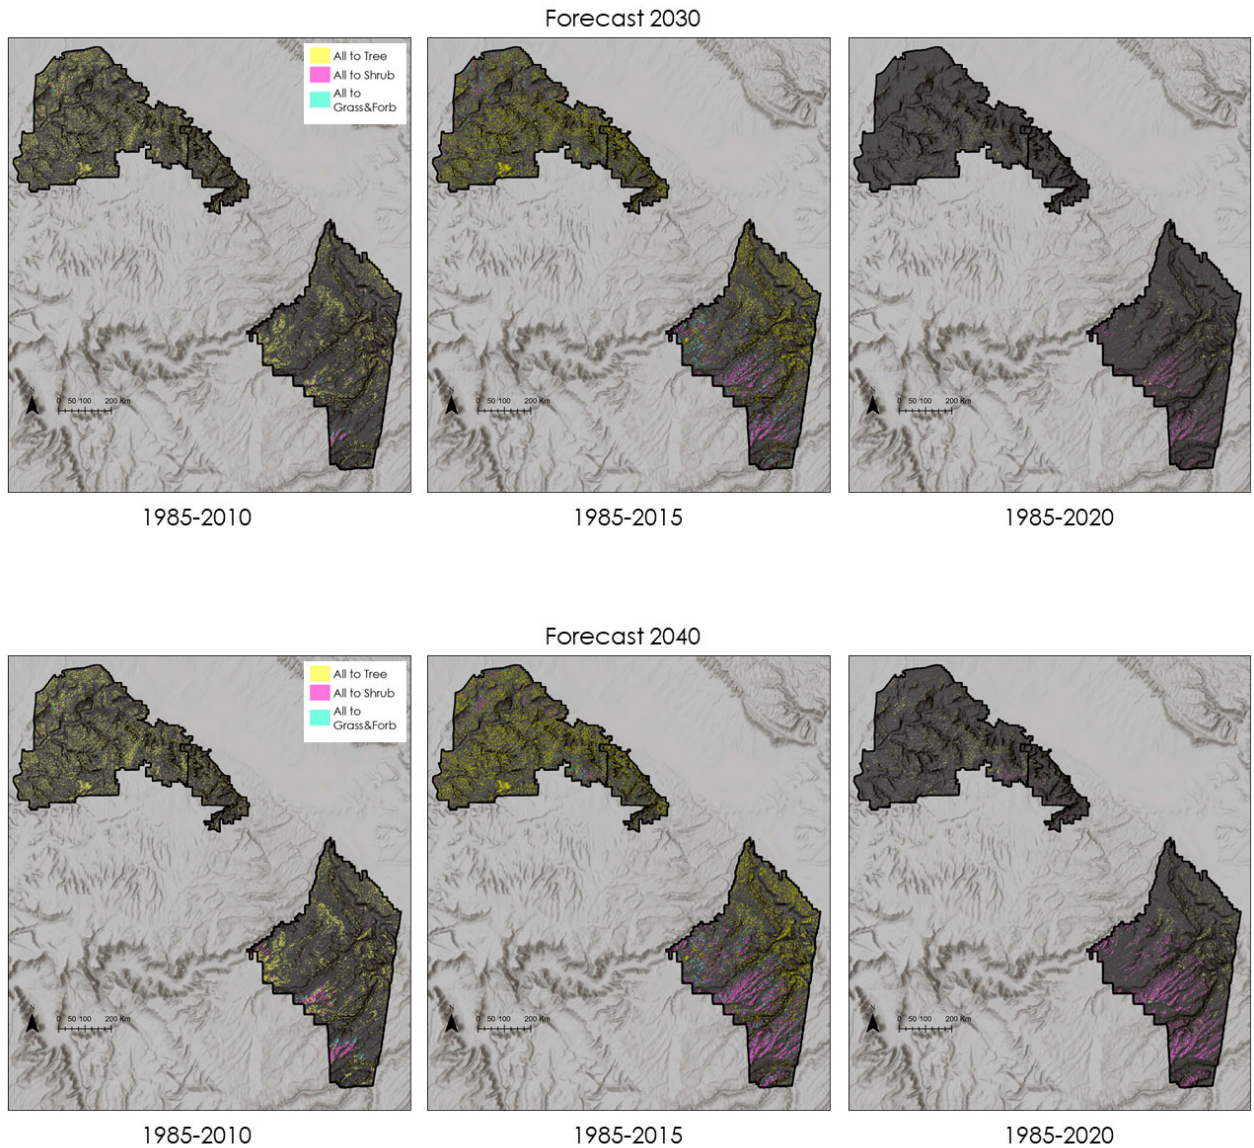 Forecast 2030
All to Tree
All to Shrub
All to
Grass&Forb
N
0 50 100 200 Km
N
0 50 100 200 Km
N
0 50 100 200 Km
1985-2010
1985-2015
1985-2020
Forecast 2040
All to Tree
All to Shrub
All to
Grass&Forb
N
0 50 100 200 Km
N
0 50 100 200 Km
N
0 50 100 200 Km
1985-2010
1985-2015
1985-2020